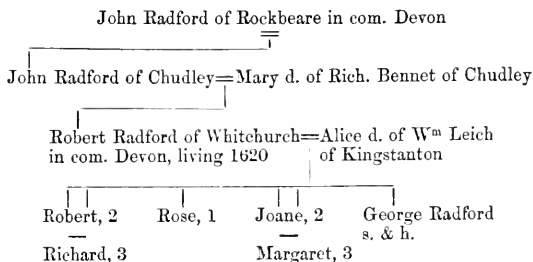 John Radford of Rockbeare in com. Devon
John Radford of Chudley=Mary d. of Rich. Bennet of Chudley
Robert Radford of Whitchurch=Alice d. of Wᵐ Leich
in com. Devon, living 1620 of Kingstanton
Robert, 2 Rose, 1 Joane, 2 George Radford
s. & h.
Richard, 3 Margaret, 3